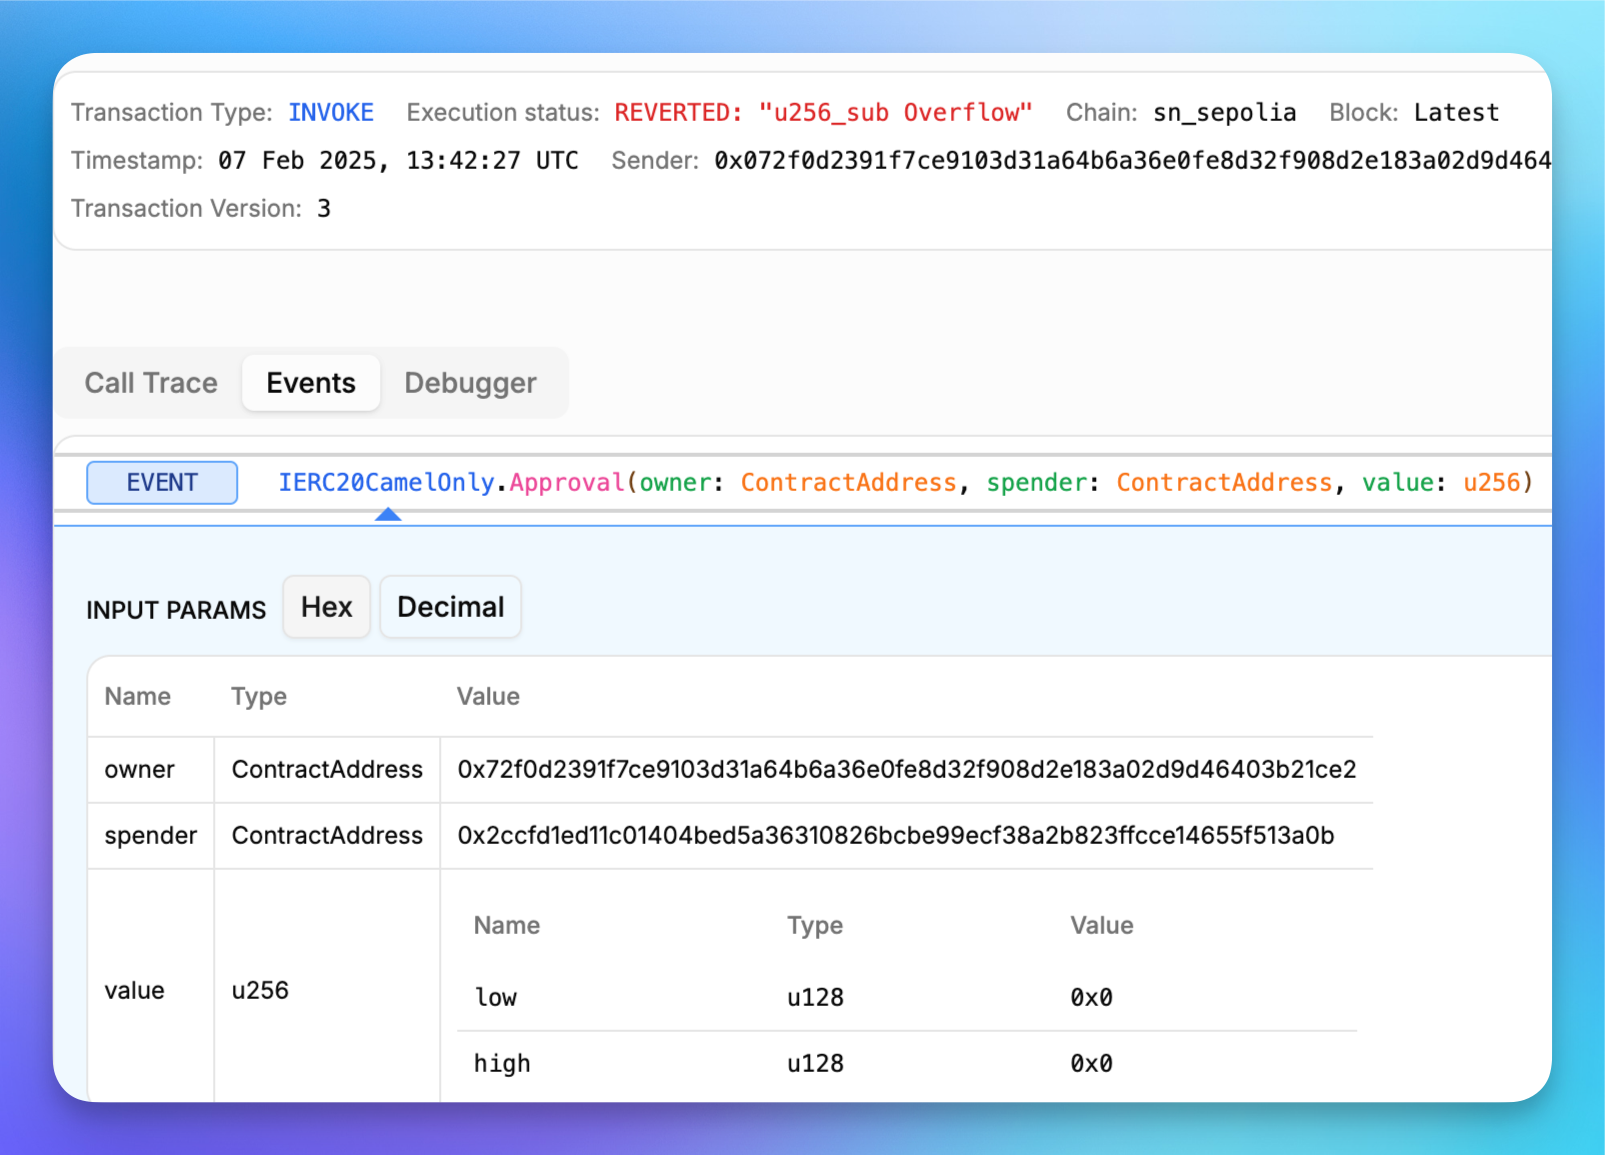 Transaction Type: INVOKE Execution status: REVERTED: "u256_sub Overflow" Chain: sn_sepolia Block: Latest
Timestamp: 07 Feb 2025, 13:42:27 UTC Sender: 0x072f0d2391f7ce9103d31a64b6a36e0fe8d32f908d2e183a02d9d464
Transaction Version: 3
Call Trace Events Debugger
EVENT IERC20CamelOnly.Approval(owner: ContractAddress, spender: ContractAddress, value: u256)
INPUT PARAMS Hex Decimal
Name Type Value
owner ContractAddress 0x72f0d2391f7ce9103d31a64b6a36e0fe8d32f908d2e183a02d9d46403b21ce2
spender ContractAddress 0x2ccfd1ed11c01404bed5a36310826bcbe99ecf38a2b823ffcce14655f513a0b
Name Type Value
value u256
low u128 0x0
high u128 0x0